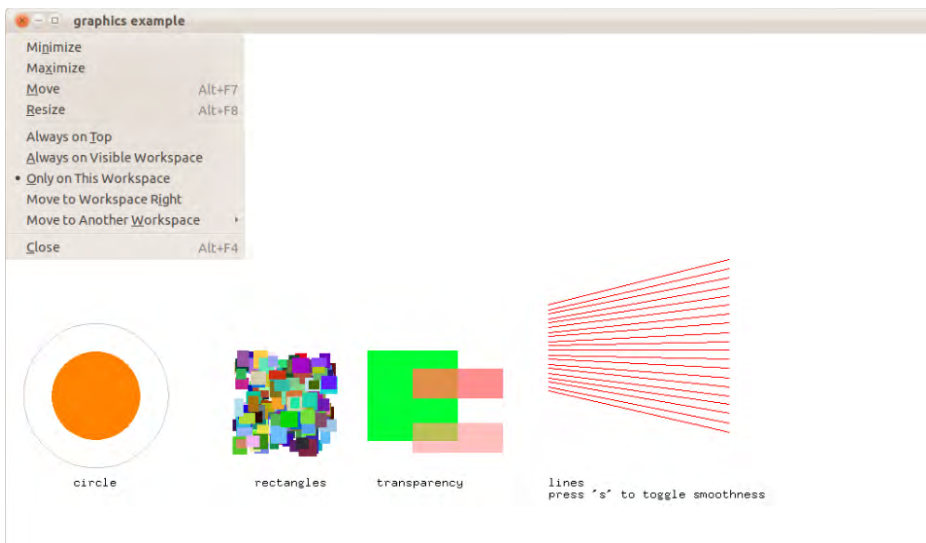 graphics example
Minimize
Maximize
Move Alt+F7
Resize Alt+F8
Always on Top
Always on Visible Workspace
• Only on This Workspace
Move to Workspace Right
Move to Another Workspace
Close Alt+F4
circle
rectangles
transparency
lines
press 's' to toggle smoothness